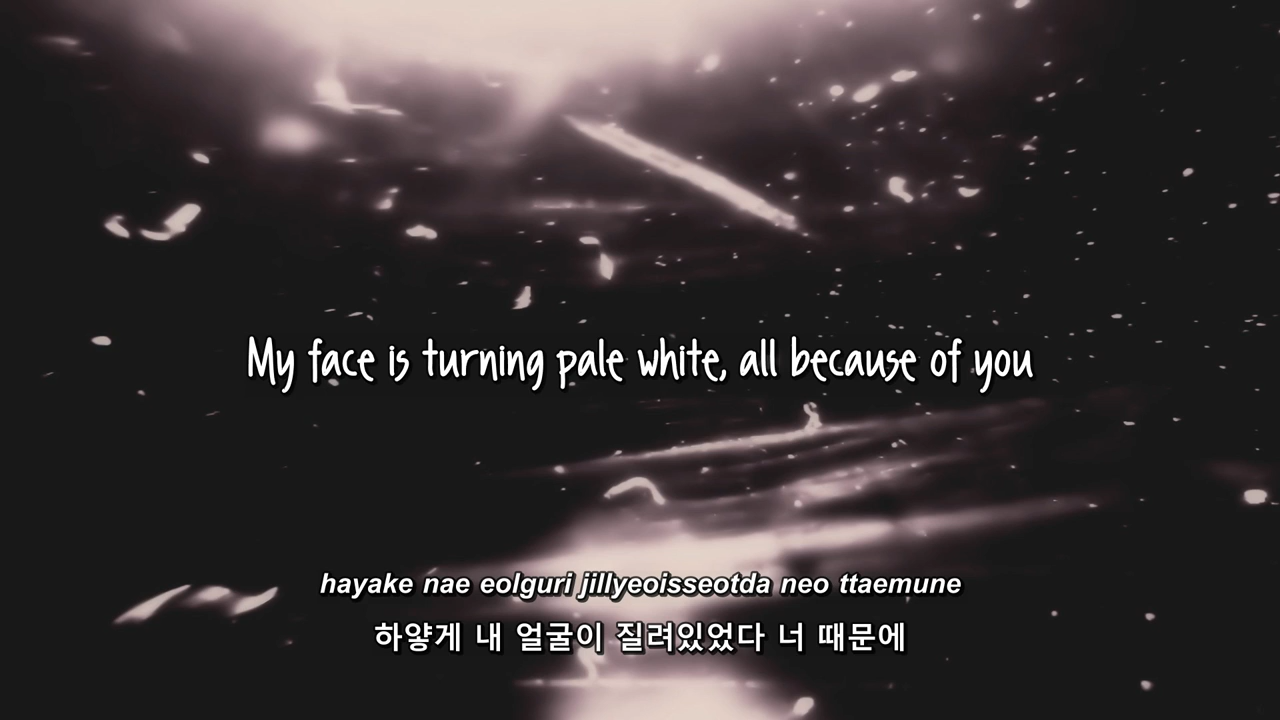 My face is turning pale white, all because of you
hayake nae eolguri jillyeoisseotda neo ttaemune
하얗게 내 얼굴이 질려있었다 너 때문에